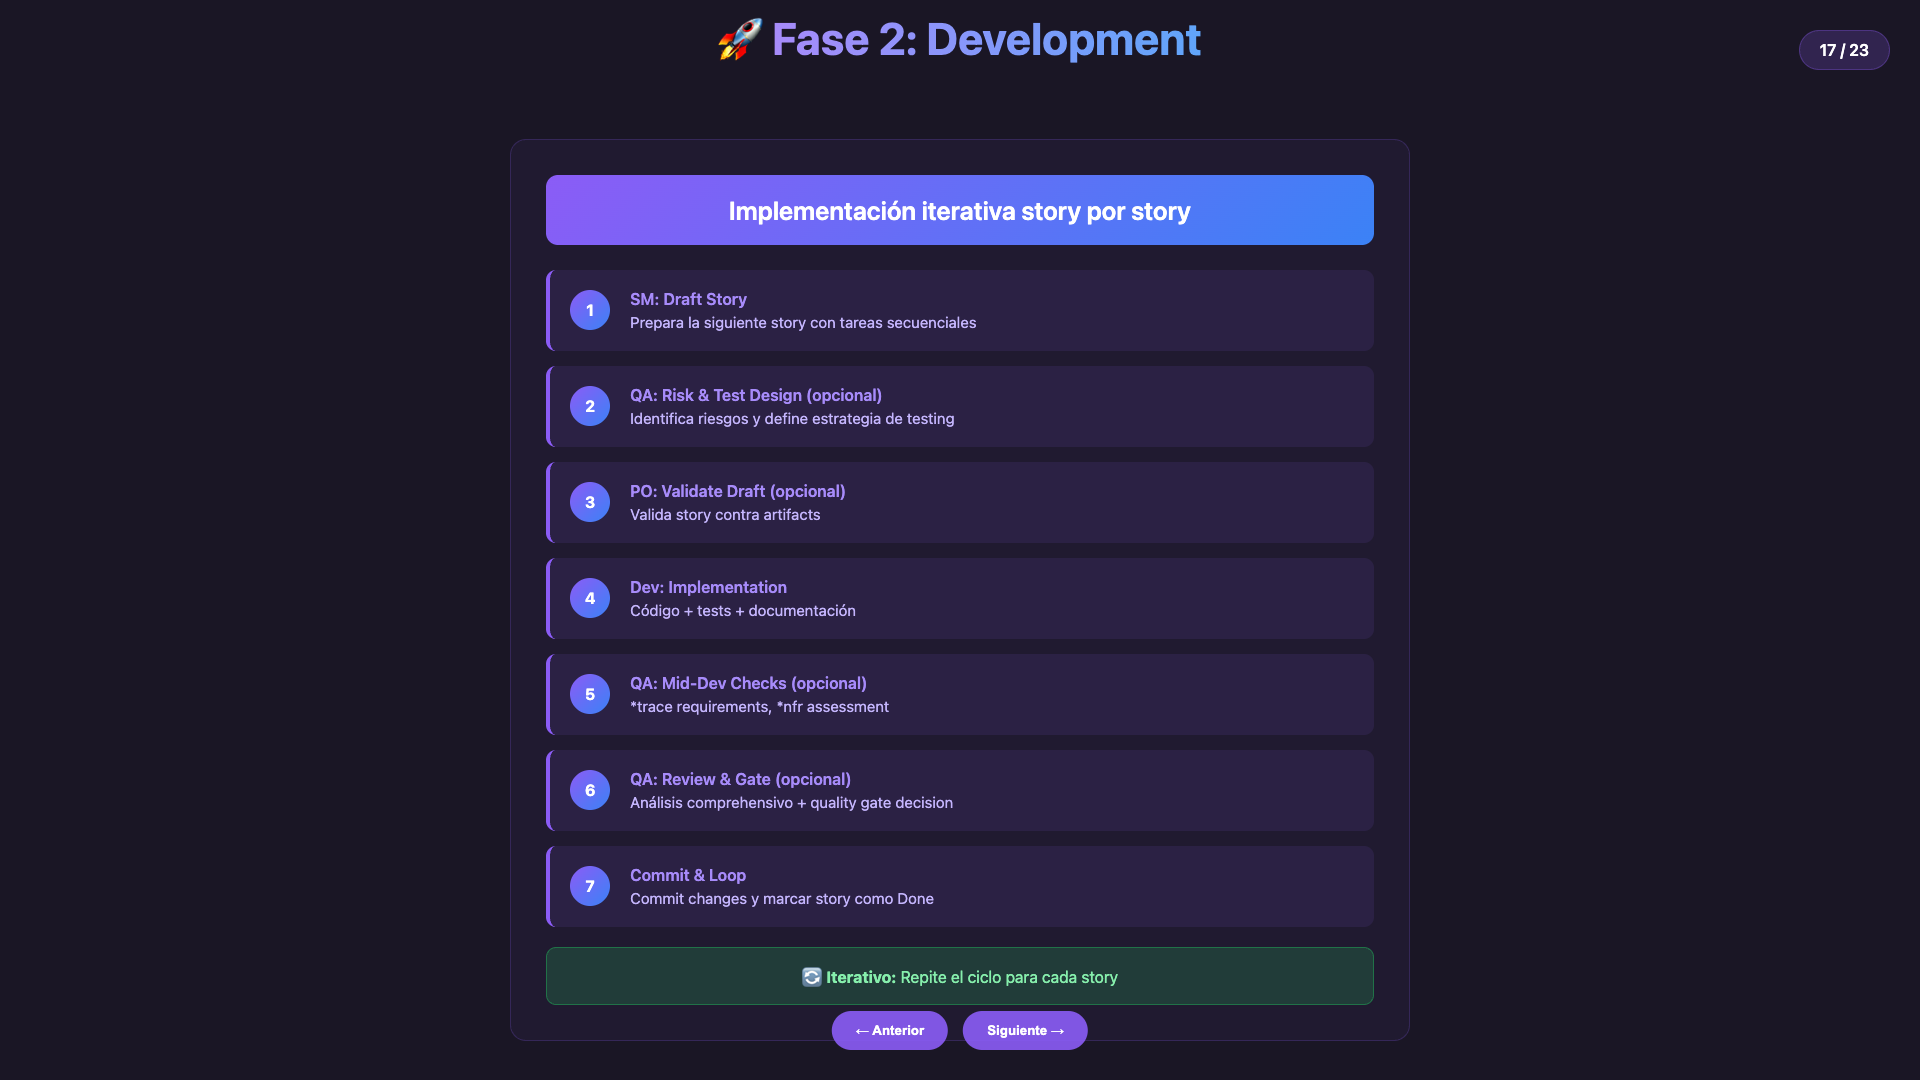 🚀 Fase 2: Development
17 / 23
Implementación iterativa story por story
1
SM: Draft Story
Prepara la siguiente story con tareas secuenciales
2
QA: Risk & Test Design (opcional)
Identifica riesgos y define estrategia de testing
3
PO: Validate Draft (opcional)
Valida story contra artifacts
4
Dev: Implementation
Código + tests + documentación
5
QA: Mid-Dev Checks (opcional)
*trace requirements, *nfr assessment
6
QA: Review & Gate (opcional)
Análisis comprehensivo + quality gate decision
7
Commit & Loop
Commit changes y marcar story como Done
🔄 Iterativo: Repite el ciclo para cada story
← Anterior
Siguiente →